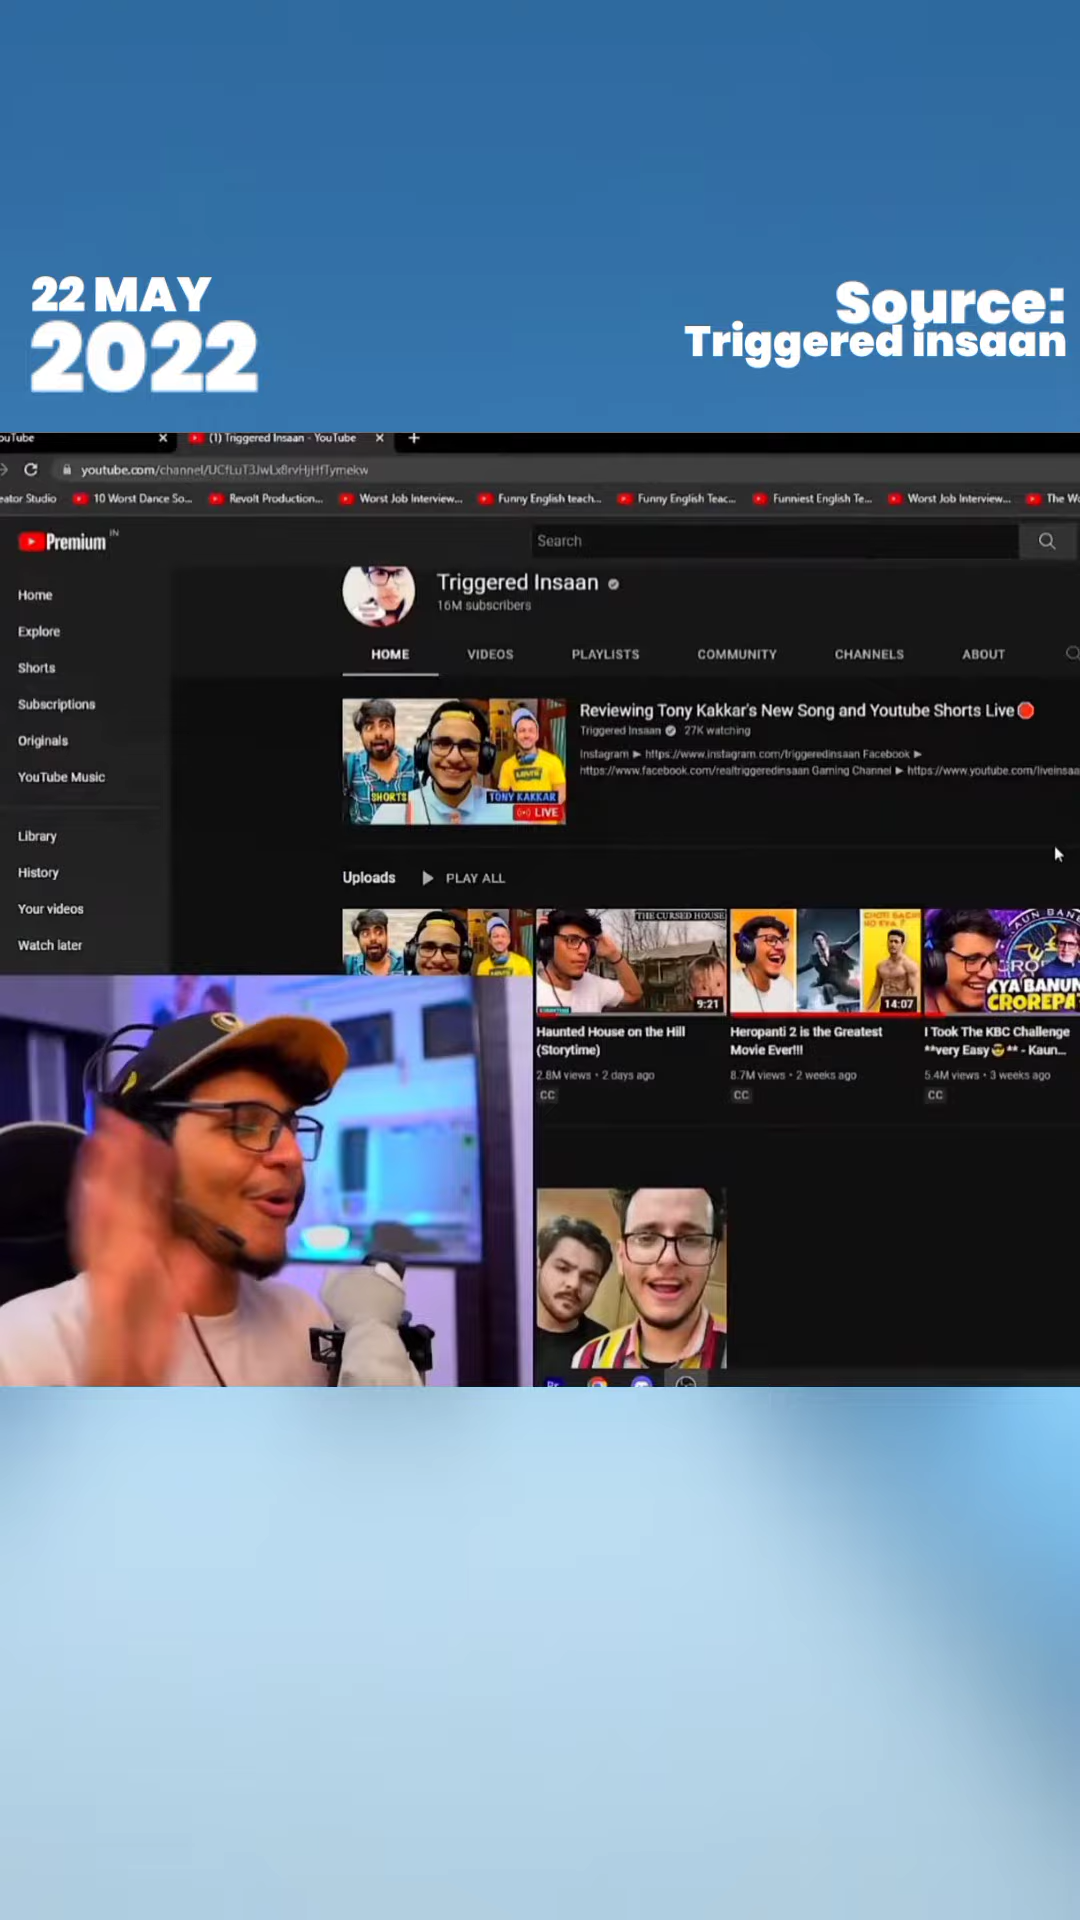 22 MAY
2022
Source:
Triggered insaan
ouTube
(1) Triggered Insaan - YouTube
youtube.com/channel/UCfLuT3JwLx8rvHjHfTymekw
eator Studio
10 Worst Dance So...
Revolt Production...
Worst Job Interview...
Funny English teach...
Funny English Teac...
Funniest English Te...
Worst Job Interview...
The Wo
Premium IN
Search
Home
Explore
Shorts
Subscriptions
Originals
YouTube Music
Library
History
Your videos
Watch later
Triggered Insaan
16M subscribers
HOME
VIDEOS
PLAYLISTS
COMMUNITY
CHANNELS
ABOUT
SHORTS
TONY KAKKAR
LIVE
Reviewing Tony Kakkar's New Song and Youtube Shorts Live🛑
Triggered Insaan 27K watching
Instagram ► https://www.instagram.com/triggeredinsaan Facebook ►
https://www.facebook.com/realtriggeredinsaan Gaming Channel ► https://www.youtube.com/liveinsaa
Uploads
PLAY ALL
THE CURSED HOUSE
9:21
Haunted House on the Hill
(Storytime)
2.8M views • 2 days ago
CC
14:07
Heropanti 2 is the Greatest
Movie Ever!!!
8.7M views • 2 weeks ago
CC
KYA BANUN
CROREPA
I Took The KBC Challenge
**very Easy😎** - Kaun...
5.4M views • 3 weeks ago
CC